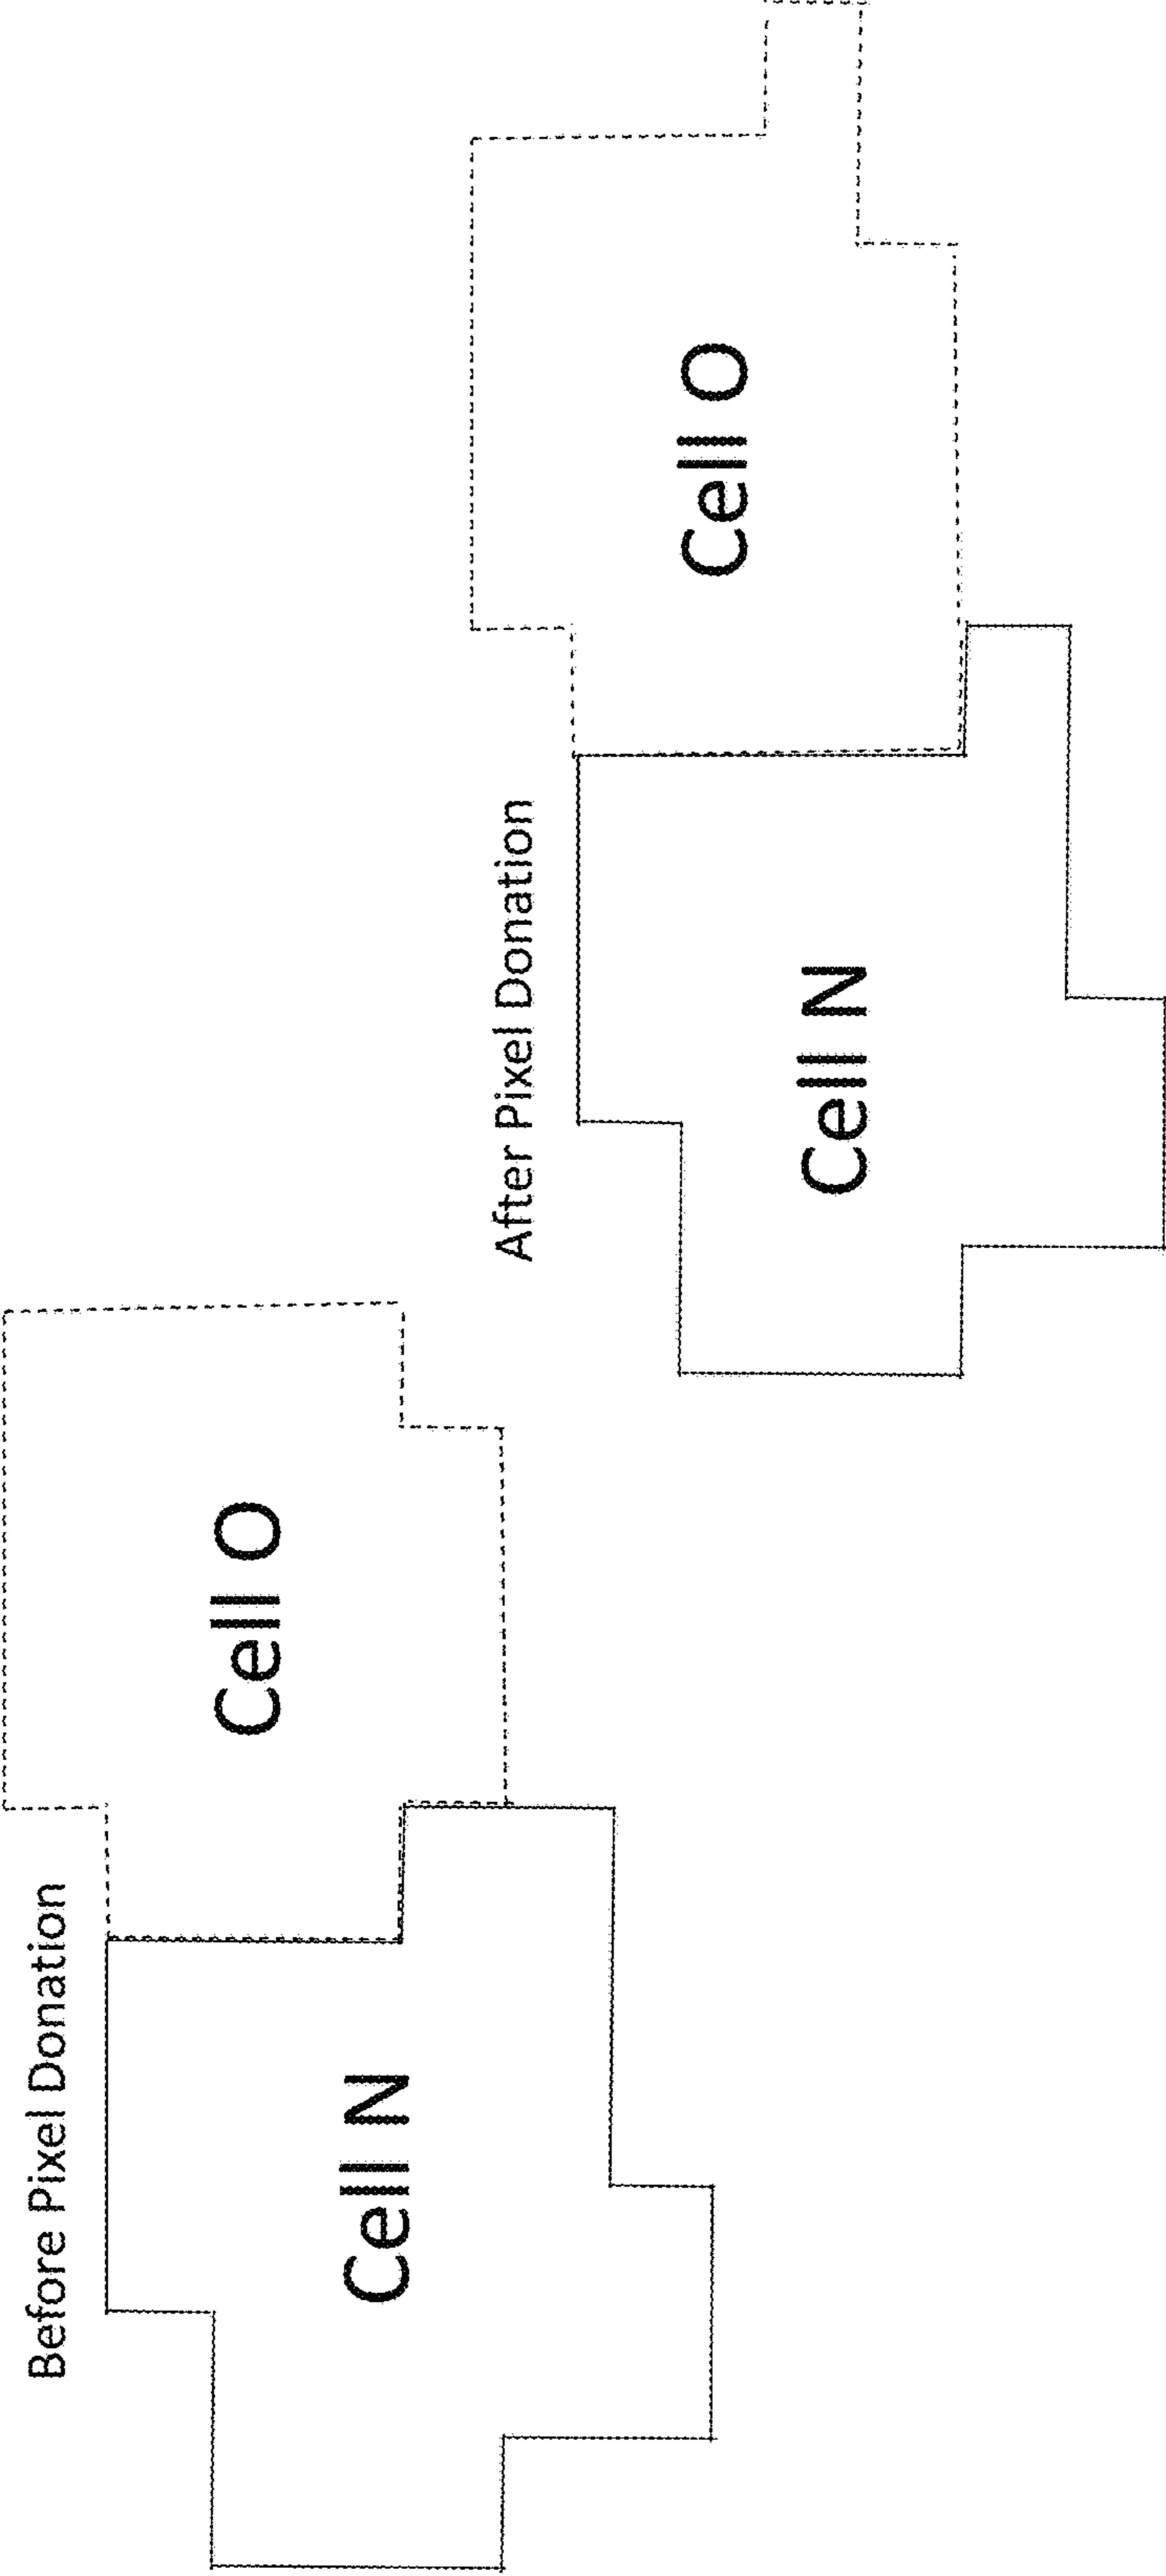 Before Pixel Donation
Cell N
Cell O
After Pixel Donation
Cell N
Cell O